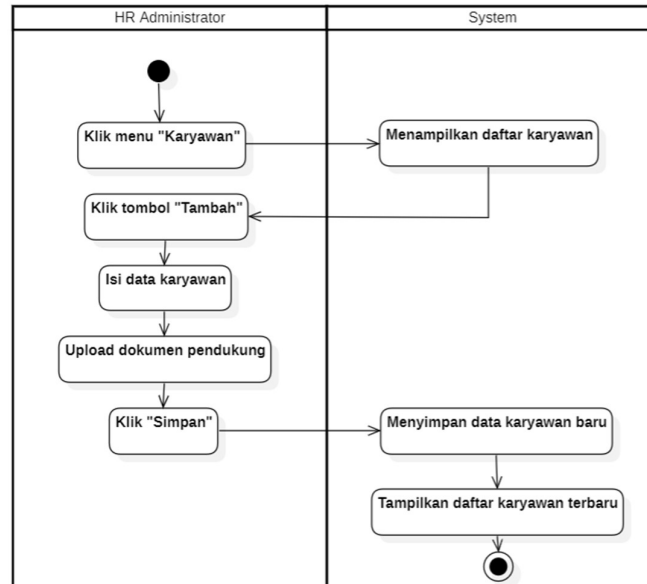 HR Administrator
System
Klik menu "Karyawan"
Menampilkan daftar karyawan
Klik tombol "Tambah"
Isi data karyawan
Upload dokumen pendukung
Klik "Simpan"
Menyimpan data karyawan baru
Tampilkan daftar karyawan terbaru